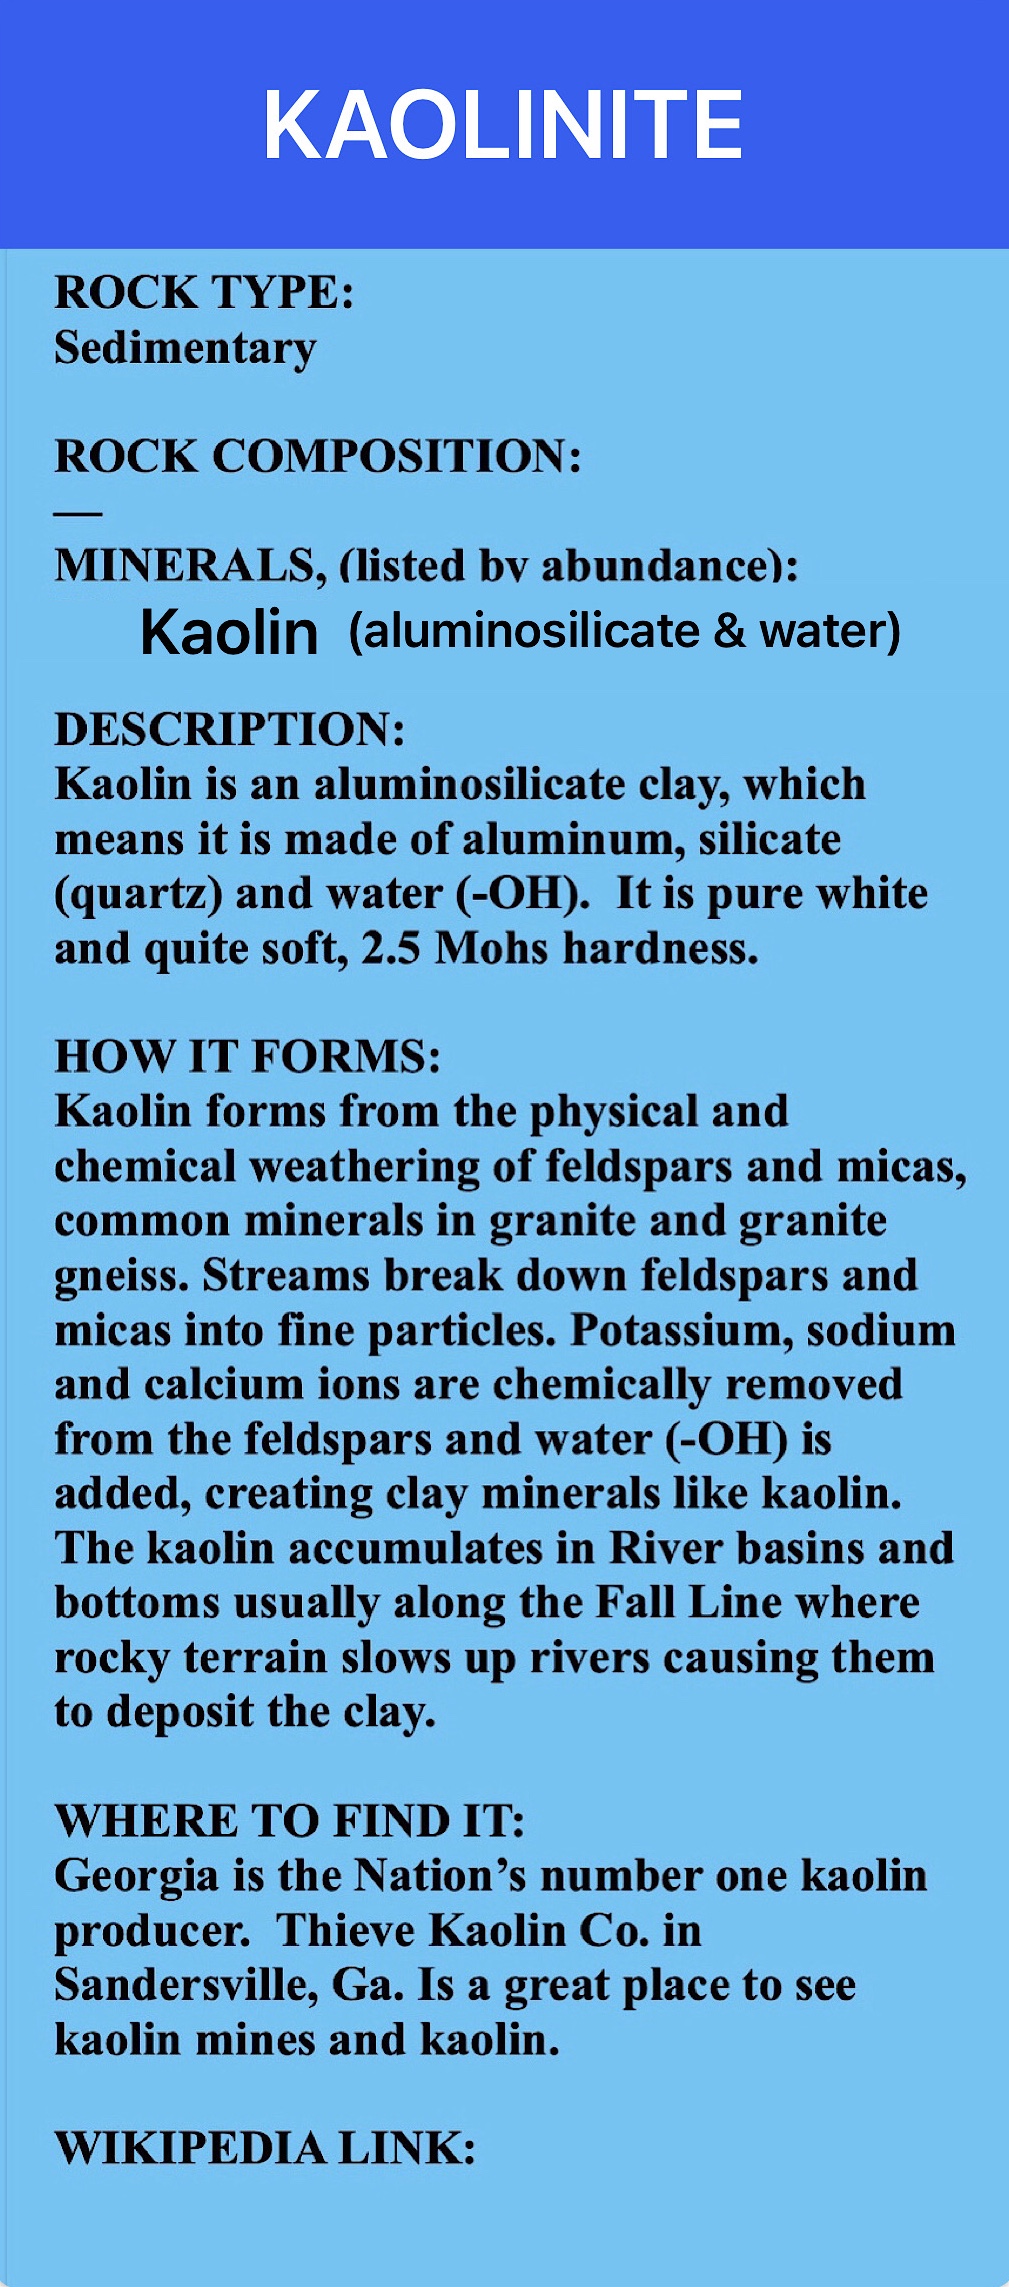 KAOLINITE
ROCK TYPE:
Sedimentary
ROCK COMPOSITION:
—
MINERALS, (listed by abundance):
Kaolin (aluminosilicate & water)
DESCRIPTION:
Kaolin is an aluminosilicate clay, which
means it is made of aluminum, silicate
(quartz) and water (-OH).  It is pure white
and quite soft, 2.5 Mohs hardness.
HOW IT FORMS:
Kaolin forms from the physical and
chemical weathering of feldspars and micas,
common minerals in granite and granite
gneiss. Streams break down feldspars and
micas into fine particles. Potassium, sodium
and calcium ions are chemically removed
from the feldspars and water (-OH) is
added, creating clay minerals like kaolin.
The kaolin accumulates in River basins and
bottoms usually along the Fall Line where
rocky terrain slows up rivers causing them
to deposit the clay.
WHERE TO FIND IT:
Georgia is the Nation’s number one kaolin
producer.  Thieve Kaolin Co. in
Sandersville, Ga. Is a great place to see
kaolin mines and kaolin.
WIKIPEDIA LINK: